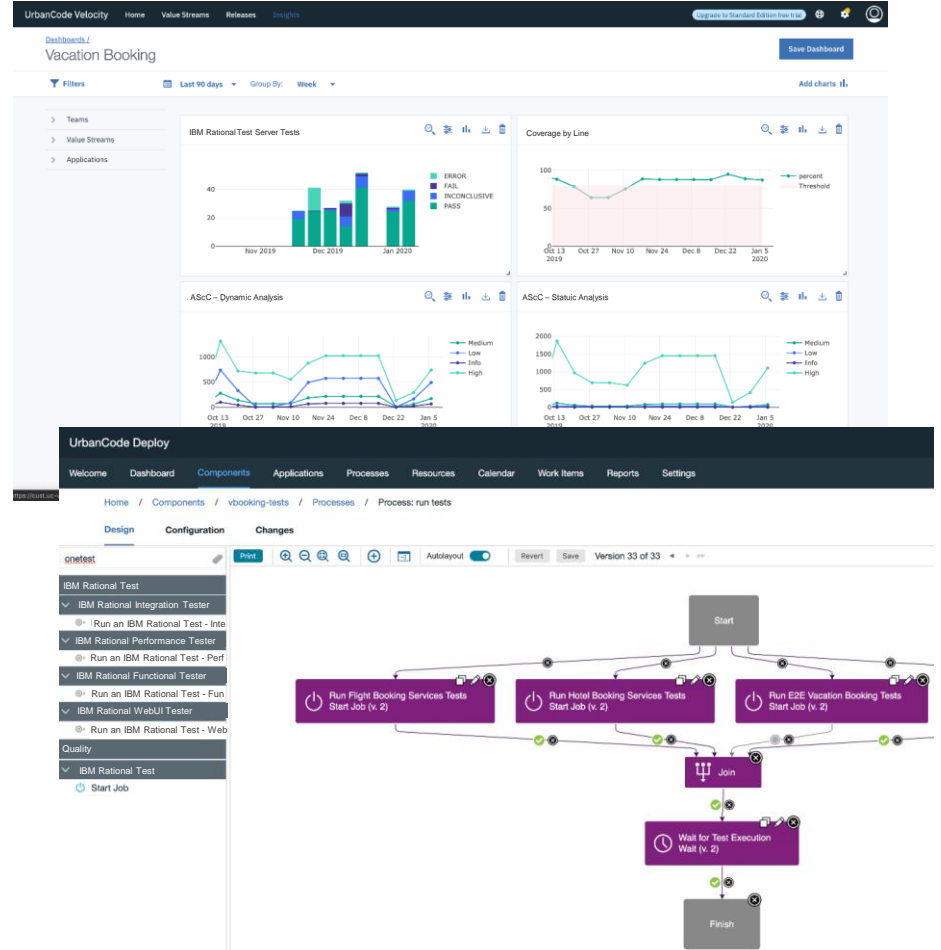 UrbanCode Velocity Home Value Streams Releases Insights Upgrade to Standard Edition free trial
Dashboards /
Vacation Booking
Save Dashboard
Filters Last 90 days Group By: Week Add charts
Teams
Value Streams
Applications
IBM Rational Test Server Tests
ERROR
FAIL
INCONCLUSIVE
PASS
40
20
0
Nov 2019 Dec 2019 Jan 2020
Coverage by Line
100
50
0
percent
Threshold
Oct 13 Oct 27 Nov 10 Nov 24 Dec 8 Dec 22 Jan 5
2019 2020
. AScC – Dynamic Analysis
1000
500
0
Medium
Low
Info
High
Oct 13 Oct 27 Nov 10 Nov 24 Dec 8 Dec 22 Jan 5
2019 2020
AScC – Statuic Analysis
2000
1500
1000
500
0
Medium
Low
Info
High
Oct 13 Oct 27 Nov 10 Nov 24 Dec 8 Dec 22 Jan 5
2019 2020
UrbanCode Deploy
Welcome Dashboard Components Applications Processes Resources Calendar Work Items Reports Settings
Home / Components / vbooking-tests / Processes / Process: run tests
Design Configuration Changes
onetest
Print Autolayout Revert Save Version 33 of 33
IBM Rational Test
IBM Rational Integration Tester
Run an IBM Rational Test - Inte
IBM Rational Performance Tester
Run an IBM Rational Test - Perf
IBM Rational Functional Tester
Run an IBM Rational Test - Fun
IBM Rational WebUI Tester
Run an IBM Rational Test - Web
Quality
IBM Rational Test
Start Job
Start
Run Flight Booking Services Tests
Start Job (v. 2)
Run Hotel Booking Services Tests
Start Job (v. 2)
Run E2E Vacation Booking Tests
Start Job (v. 2)
Join
Wait for Test Execution
Wait (v. 2)
Finish